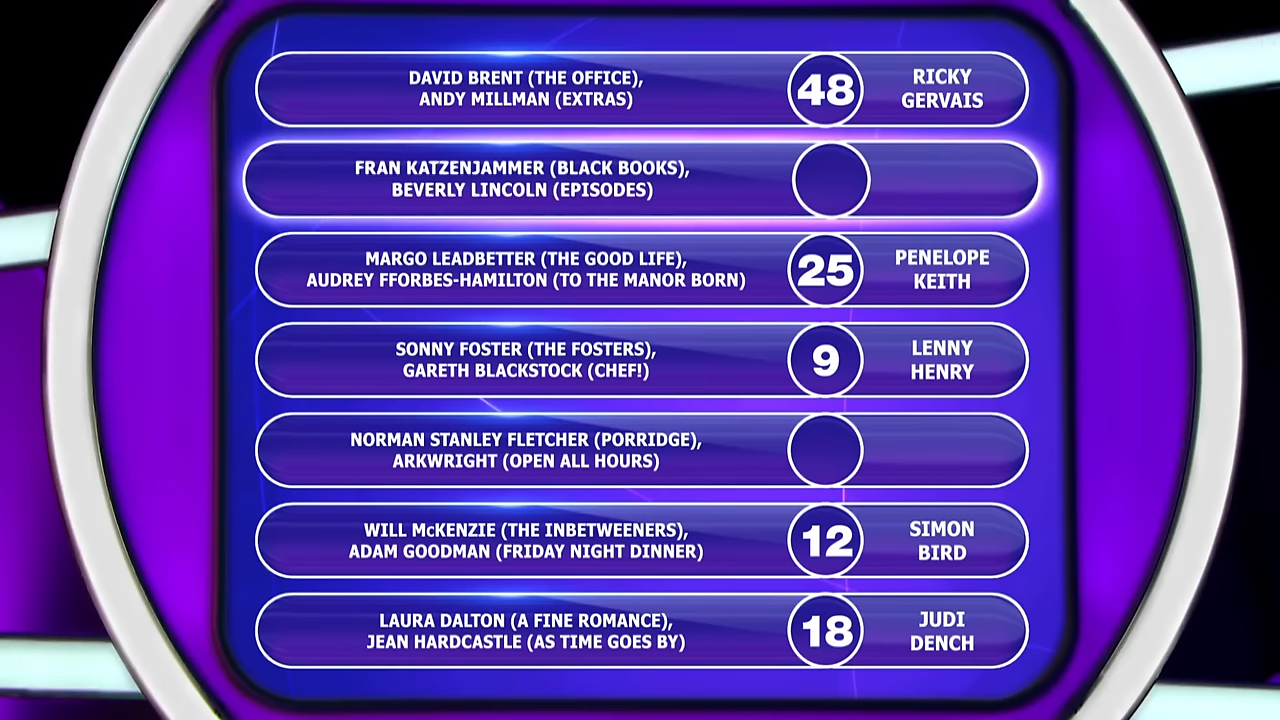 DAVID BRENT (THE OFFICE),
ANDY MILLMAN (EXTRAS)
48
RICKY
GERVAIS
FRAN KATZENJAMMER (BLACK BOOKS),
BEVERLY LINCOLN (EPISODES)
MARGO LEADBETTER (THE GOOD LIFE),
AUDREY FFORBES-HAMILTON (TO THE MANOR BORN)
25
PENELOPE
KEITH
SONNY FOSTER (THE FOSTERS),
GARETH BLACKSTOCK (CHEF!)
9
LENNY
HENRY
NORMAN STANLEY FLETCHER (PORRIDGE),
ARKWRIGHT (OPEN ALL HOURS)
WILL McKENZIE (THE INBETWEENERS),
ADAM GOODMAN (FRIDAY NIGHT DINNER)
12
SIMON
BIRD
LAURA DALTON (A FINE ROMANCE),
JEAN HARDCASTLE (AS TIME GOES BY)
18
JUDI
DENCH